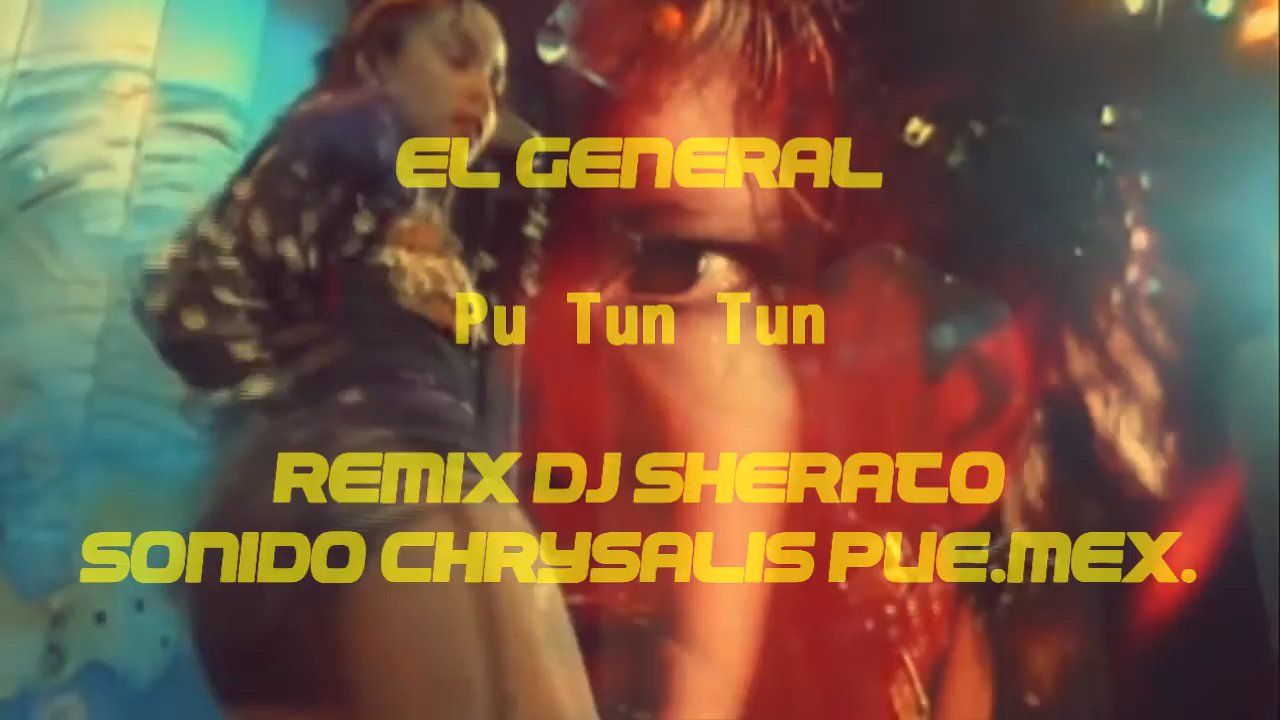 EL GENERAL
Pu Tun Tun
REMIX DJ SHERATO
SONIDO CHRYSALIS PUE.MEX.